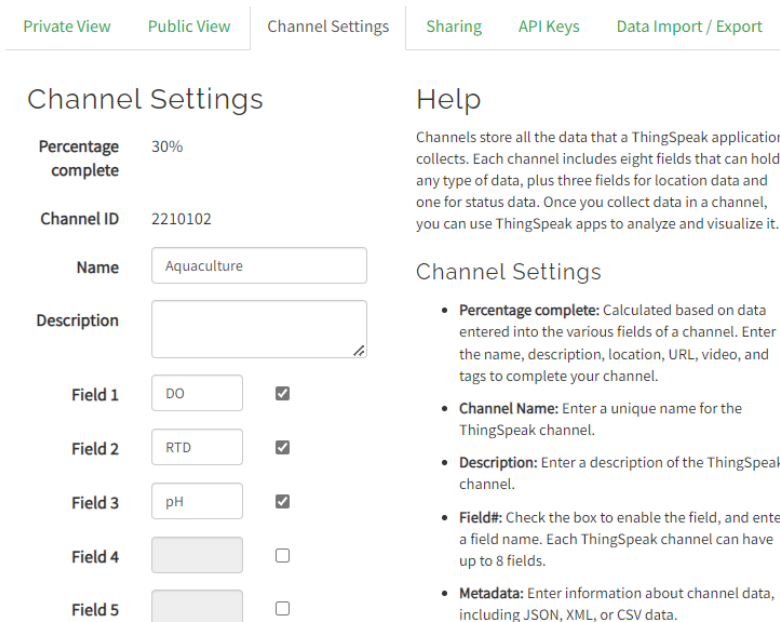 Private View Public View Channel Settings Sharing API Keys Data Import / Export
Channel Settings
Percentage complete 30%
Channel ID 2210102
Name Aquaculture
Description
Field 1 DO
Field 2 RTD
Field 3 pH
Field 4
Field 5
Help
Channels store all the data that a ThingSpeak application
collects. Each channel includes eight fields that can hold
any type of data, plus three fields for location data and
one for status data. Once you collect data in a channel,
you can use ThingSpeak apps to analyze and visualize it.
Channel Settings
Percentage complete: Calculated based on data
entered into the various fields of a channel. Enter
the name, description, location, URL, video, and
tags to complete your channel.
Channel Name: Enter a unique name for the
ThingSpeak channel.
Description: Enter a description of the ThingSpeak
channel.
Field#: Check the box to enable the field, and ente
a field name. Each ThingSpeak channel can have
up to 8 fields.
Metadata: Enter information about channel data,
including JSON, XML, or CSV data.